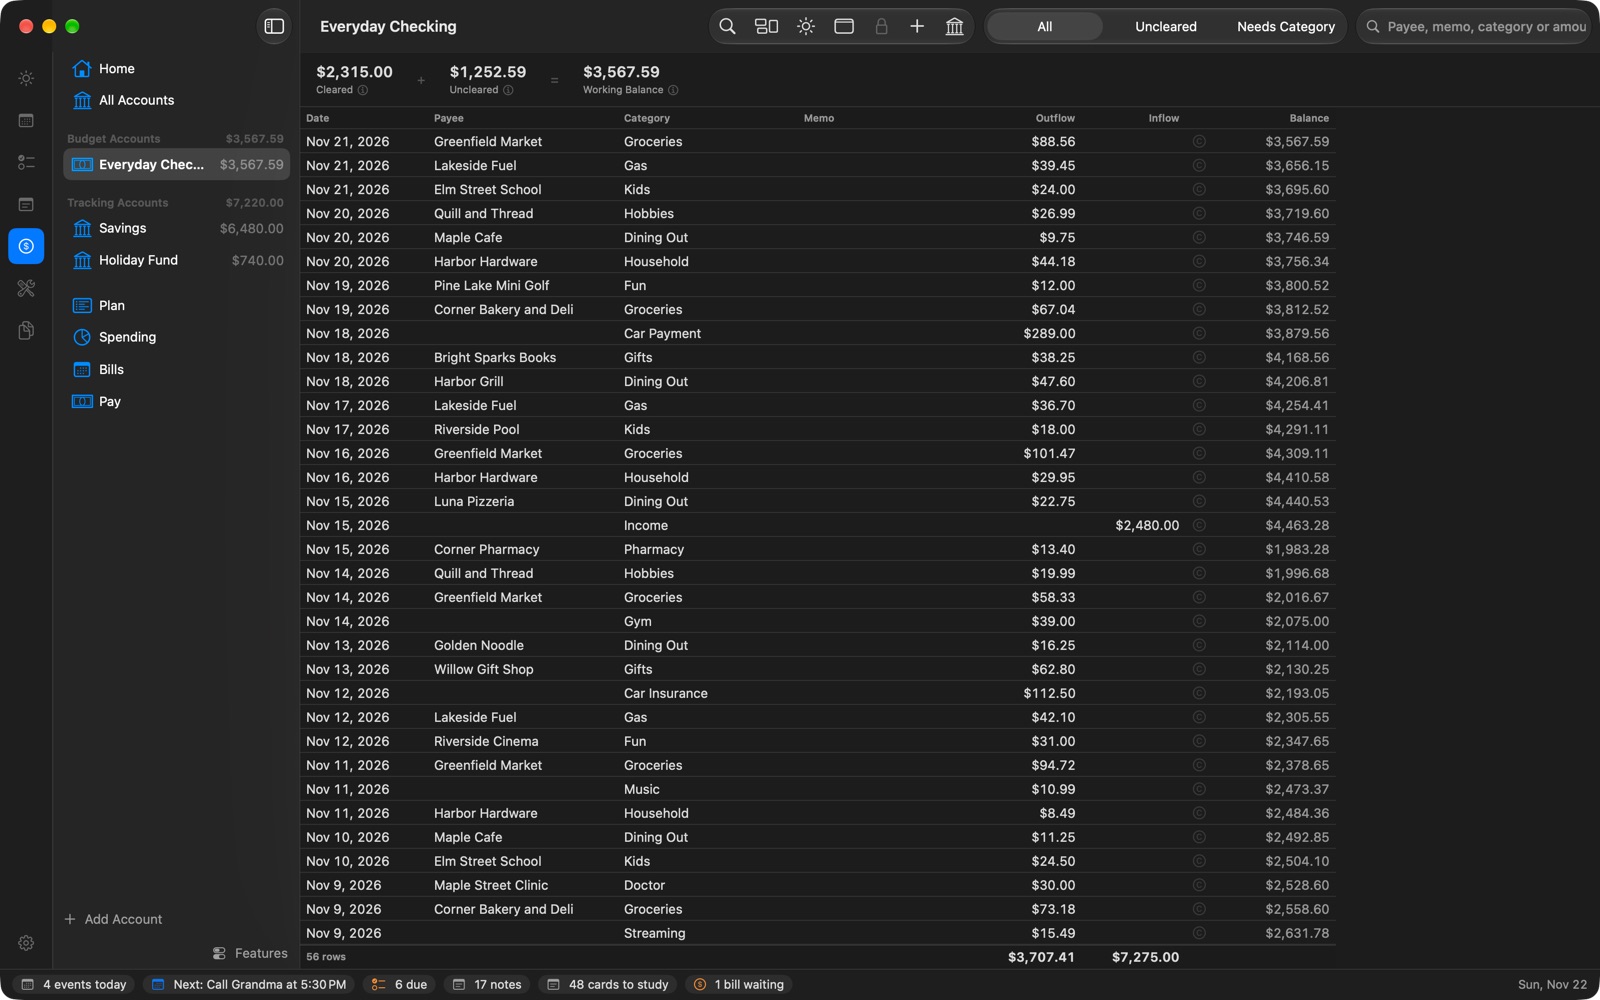 Everyday Checking
All Uncleared Needs Category
Payee, memo, category or amou
Home
All Accounts
Budget Accounts $3,567.59
Everyday Chec... $3,567.59
Tracking Accounts $7,220.00
Savings $6,480.00
Holiday Fund $740.00
Plan
Spending
Bills
Pay
+ Add Account
Features
$2,315.00 + $1,252.59 = $3,567.59
Cleared Uncleared Working Balance
Date Payee Category Memo Outflow Inflow Balance
Nov 21, 2026 Greenfield Market Groceries $88.56 $3,567.59
Nov 21, 2026 Lakeside Fuel Gas $39.45 $3,656.15
Nov 21, 2026 Elm Street School Kids $24.00 $3,695.60
Nov 20, 2026 Quill and Thread Hobbies $26.99 $3,719.60
Nov 20, 2026 Maple Cafe Dining Out $9.75 $3,746.59
Nov 20, 2026 Harbor Hardware Household $44.18 $3,756.34
Nov 19, 2026 Pine Lake Mini Golf Fun $12.00 $3,800.52
Nov 19, 2026 Corner Bakery and Deli Groceries $67.04 $3,812.52
Nov 18, 2026 Car Payment $289.00 $3,879.56
Nov 18, 2026 Bright Sparks Books Gifts $38.25 $4,168.56
Nov 18, 2026 Harbor Grill Dining Out $47.60 $4,206.81
Nov 17, 2026 Lakeside Fuel Gas $36.70 $4,254.41
Nov 17, 2026 Riverside Pool Kids $18.00 $4,291.11
Nov 16, 2026 Greenfield Market Groceries $101.47 $4,309.11
Nov 16, 2026 Harbor Hardware Household $29.95 $4,410.58
Nov 15, 2026 Luna Pizzeria Dining Out $22.75 $4,440.53
Nov 15, 2026 Income $2,480.00 $4,463.28
Nov 15, 2026 Corner Pharmacy Pharmacy $13.40 $1,983.28
Nov 14, 2026 Quill and Thread Hobbies $19.99 $1,996.68
Nov 14, 2026 Greenfield Market Groceries $58.33 $2,016.67
Nov 14, 2026 Gym $39.00 $2,075.00
Nov 13, 2026 Golden Noodle Dining Out $16.25 $2,114.00
Nov 13, 2026 Willow Gift Shop Gifts $62.80 $2,130.25
Nov 12, 2026 Car Insurance $112.50 $2,193.05
Nov 12, 2026 Lakeside Fuel Gas $42.10 $2,305.55
Nov 12, 2026 Riverside Cinema Fun $31.00 $2,347.65
Nov 11, 2026 Greenfield Market Groceries $94.72 $2,378.65
Nov 11, 2026 Music $10.99 $2,473.37
Nov 11, 2026 Harbor Hardware Household $8.49 $2,484.36
Nov 10, 2026 Maple Cafe Dining Out $11.25 $2,492.85
Nov 10, 2026 Elm Street School Kids $24.50 $2,504.10
Nov 9, 2026 Maple Street Clinic Doctor $30.00 $2,528.60
Nov 9, 2026 Corner Bakery and Deli Groceries $73.18 $2,558.60
Nov 9, 2026 Streaming $15.49 $2,631.78
56 rows $3,707.41 $7,275.00
4 events today Next: Call Grandma at 5:30 PM 6 due 17 notes 48 cards to study 1 bill waiting Sun, Nov 22